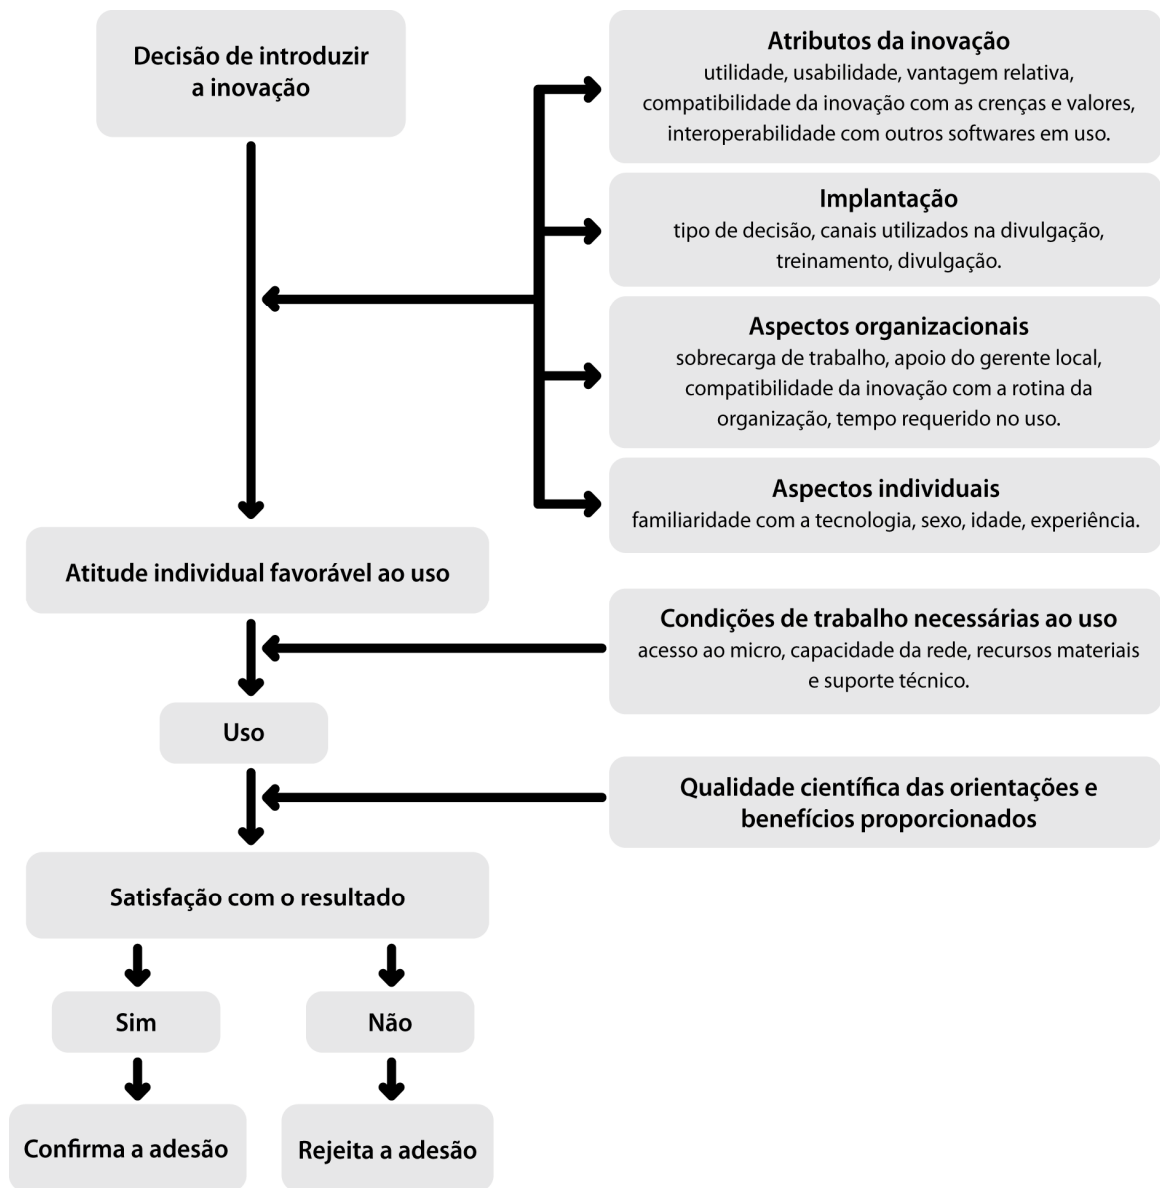 Decisão de introduzir
a inovação
Atributos da inovação
utilidade, usabilidade, vantagem relativa,
compatibilidade da inovação com as crenças e valores,
interoperabilidade com outros softwares em uso.
Implantação
tipo de decisão, canais utilizados na divulgação,
treinamento, divulgação.
Aspectos organizacionais
sobrecarga de trabalho, apoio do gerente local,
compatibilidade da inovação com a rotina da
organização, tempo requerido no uso.
Aspectos individuais
familiaridade com a tecnologia, sexo, idade, experiência.
Atitude individual favorável ao uso
Condições de trabalho necessárias ao uso
acesso ao micro, capacidade da rede, recursos materiais
e suporte técnico.
Uso
Qualidade científica das orientações e
benefícios proporcionados
Satisfação com o resultado
Sim
Não
Confirma a adesão
Rejeita a adesão